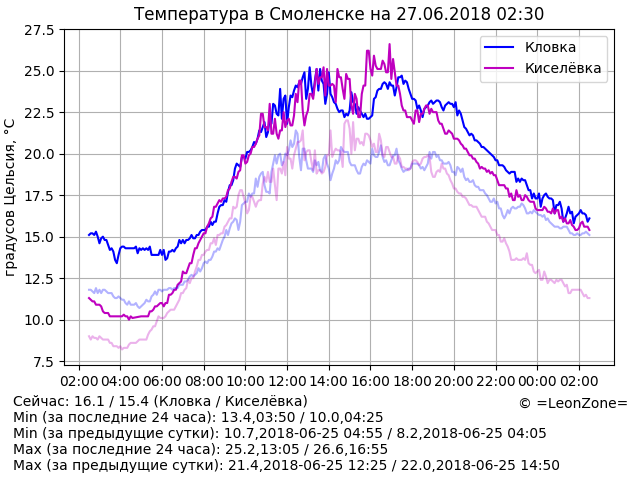 Температура в Смоленске на 27.06.2018 02:30
27.5
25.0
22.5
20.0
17.5
15.0
12.5
10.0
7.5
градусов Цельсия, °C
Кловка
Киселёвка
02:00 04:00 06:00 08:00 10:00 12:00 14:00 16:00 18:00 20:00 22:00 00:00 02:00
Сейчас: 16.1 / 15.4 (Кловка / Киселёвка)
© =LeonZone=
Min (за последние 24 часа): 13.4,03:50 / 10.0,04:25
Min (за предыдущие сутки): 10.7,2018-06-25 04:55 / 8.2,2018-06-25 04:05
Max (за последние 24 часа): 25.2,13:05 / 26.6,16:55
Max (за предыдущие сутки): 21.4,2018-06-25 12:25 / 22.0,2018-06-25 14:50